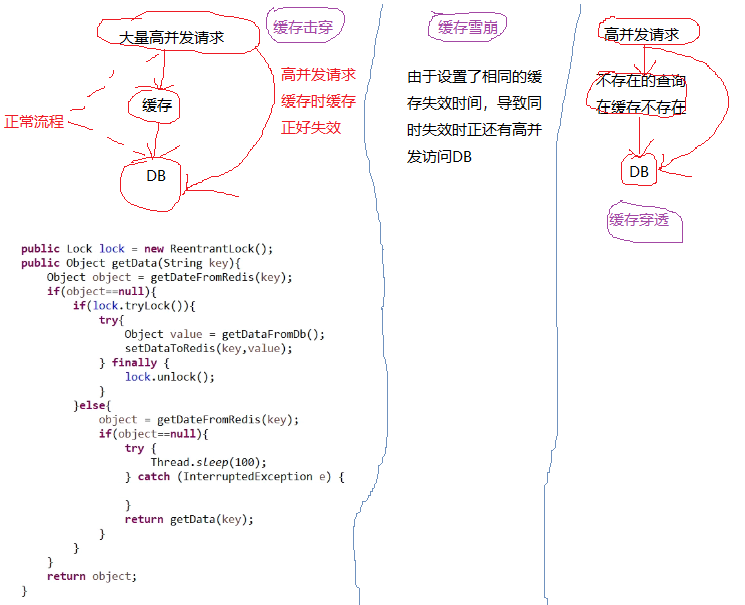 大量高并发请求
缓存击穿
高并发请求
缓存时缓存
正好失效
正常流程
缓存
DB
缓存雪崩
由于设置了相同的缓
存失效时间，导致同
时失效时正还有高并
发访问DB
高并发请求
不存在的查询
在缓存不存在
DB
缓存穿透
public Lock lock = new ReentrantLock();
public Object getData(String key){
Object object = getDateFromRedis(key);
if(object==null){
if(lock.tryLock()){
try{
Object value = getDataFromDb();
setDataToRedis(key,value);
} finally {
lock.unlock();
}
}else{
object = getDateFromRedis(key);
if(object==null){
try {
Thread.sleep(100);
} catch (InterruptedException e) {
}
return getData(key);
}
}
}
return object;
}